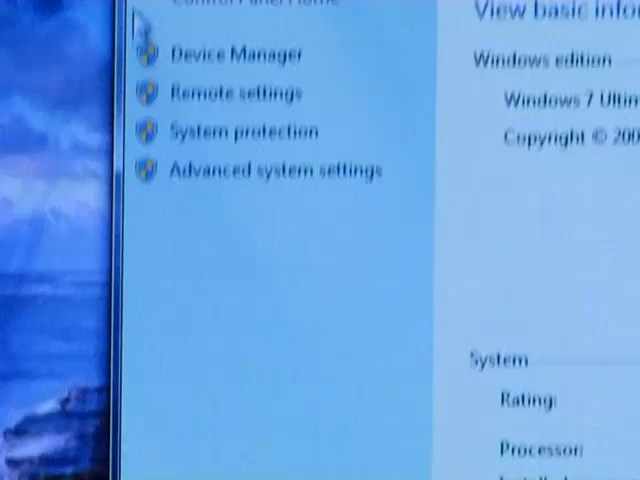 Control Panel Home
Device Manager
Remote settings
System protection
Advanced system settings
View basic info
Windows edition
Windows 7 Ultim
Copyright © 200
System
Rating:
Processor: